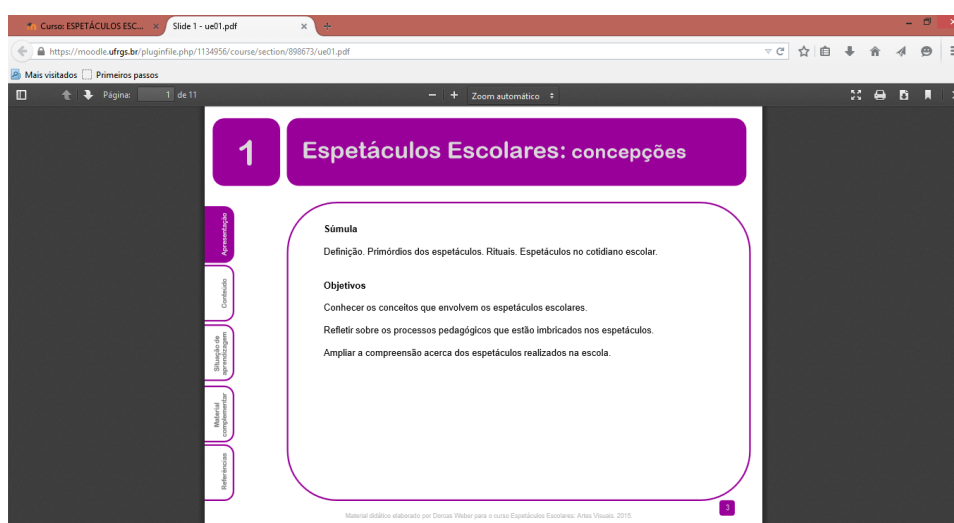 Curso: ESPETÁCULOS ESC...
Slide 1 - ue01.pdf
https://moodle.ufrgs.br/pluginfile.php/1134956/course/section/898673/ue01.pdf
Mais visitados
Primeiros passos
Página: 1 de 11
Zoom automático
1
Espetáculos Escolares: concepções
Apresentação
Conteúdo
Situação de
aprendizagem
Material
complementar
Referências
Súmula
Definição. Primórdios dos espetáculos. Rituais. Espetáculos no cotidiano escolar.
Objetivos
Conhecer os conceitos que envolvem os espetáculos escolares.
Refletir sobre os processos pedagógicos que estão imbricados nos espetáculos.
Ampliar a compreensão acerca dos espetáculos realizados na escola.
3
Material didático elaborado por Dorcas Weber para o curso Espetáculos Escolares: Artes Visuais, 2015.